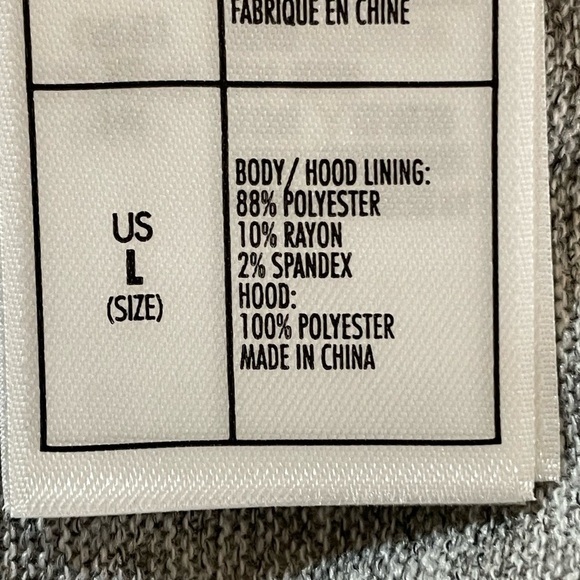 FABRIQUÉ EN CHINE
US
L
(SIZE)
BODY/ HOOD LINING:
88% POLYESTER
10% RAYON
2% SPANDEX
HOOD:
100% POLYESTER
MADE IN CHINA